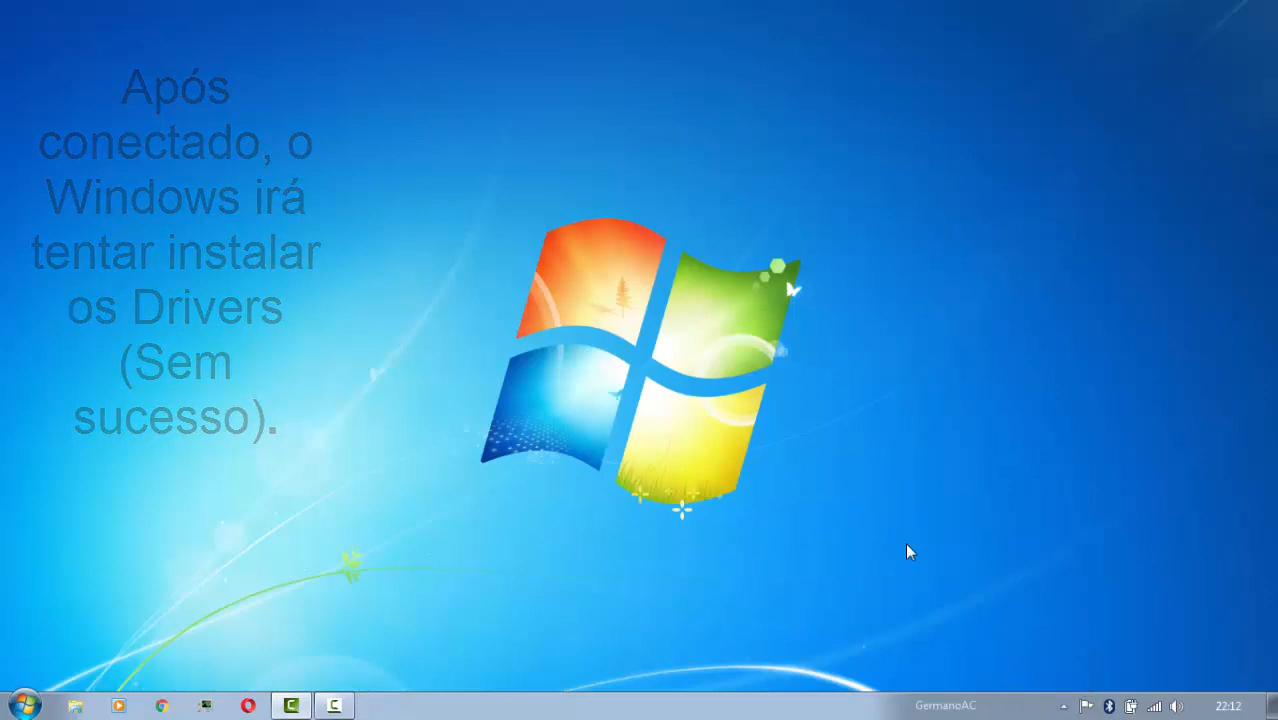 Após
conectado, o
Windows irá
tentar instalar
os Drivers
(Sem
sucesso).
GermanoAC
22:12